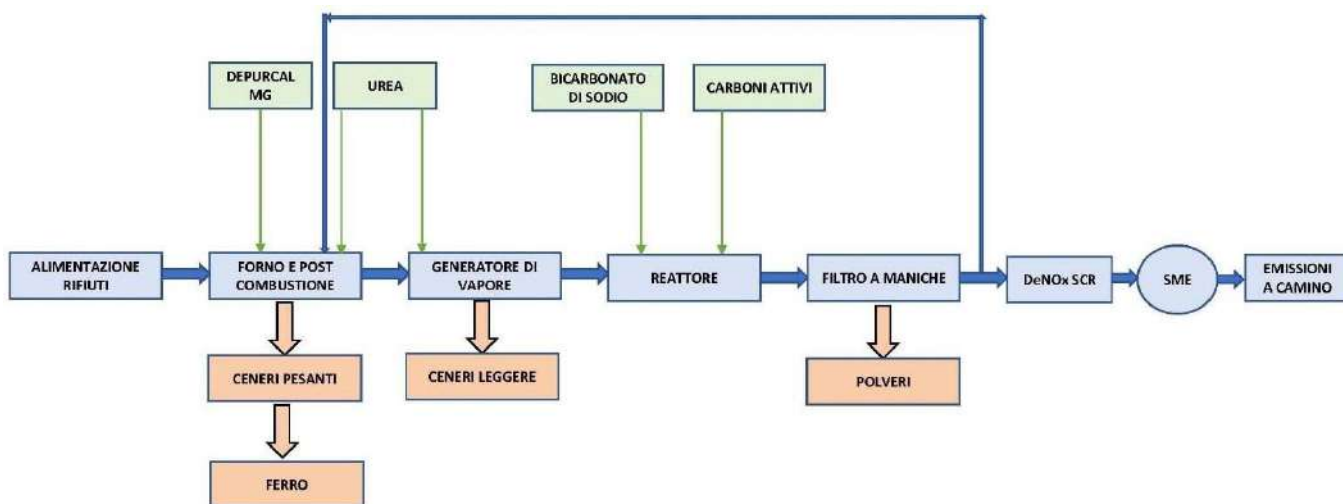 DEPURCAL
MG
UREA
BICARBONATO
DI SODIO
CARBONI ATTIVI
ALIMENTAZIONE
RIFIUTI
FORNO E POST
COMBUSTIONE
GENERATORE DI
VAPORE
REATTORE
FILTRO A MANICHE
DeNOx SCR
SME
EMISSIONI
A CAMINO
CENERI PESANTI
CENERI LEGGERE
POLVERI
FERRO